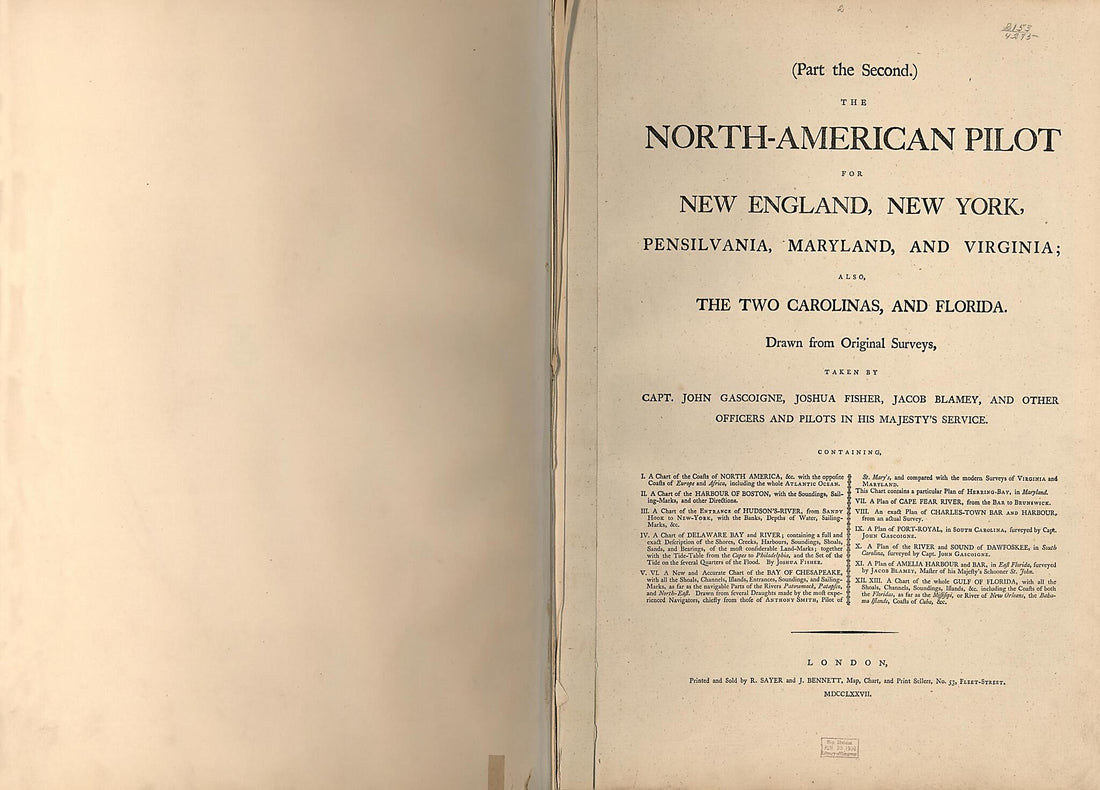 2
2153
4295
(Part the Second.)
THE
NORTH-AMERICAN PILOT
FOR
NEW ENGLAND, NEW YORK,
PENSILVANIA, MARYLAND, AND VIRGINIA;
ALSO,
THE TWO CAROLINAS, AND FLORIDA.
Drawn from Original Surveys,
TAKEN BY
CAPT. JOHN GASCOIGNE, JOSHUA FISHER, JACOB BLAMEY, AND OTHER
OFFICERS AND PILOTS IN HIS MAJESTY'S SERVICE.
CONTAINING,
I. A Chart of the Coasts of NORTH AMERICA, &c. with the opposite
Coasts of Europe and Africa, including the whole ATLANTIC OCEAN.
II. A Chart of the HARBOUR OF BOSTON, with the Soundings, Sail-
ing-Marks, and other Directions.
III. A Chart of the ENTRANCE OF HUDSON'S-RIVER, from SANDY
HOOK to NEW-YORK, with the Banks, Depths of Water, Sailing-
Marks, &c.
IV. A Chart of DELAWARE BAY and RIVER; containing a full and
exact Description of the Shores, Creeks, Harbours, Soundings, Shoals,
Sands, and Bearings, of the most considerable Land-Marks; together
with the Tide-Table from the Capes to Philadelphia, and the Set of the
Tide on the several Quarters of the Flood. By JOSHUA FISHER.
V. VI. A New and Accurate Chart of the BAY OF CHESAPEAKE,
with all the Shoals, Channels, Islands, Entrances, Soundings, and Sailing-
Marks, as far as the navigable Parts of the Rivers Patowmack, Patapsco,
and North-East. Drawn from several Draughts made by the most expe-
rienced Navigators, chiefly from those of ANTHONY SMITH, Pilot of
St. Mary's, and compared with the modern Surveys of VIRGINIA and
MARYLAND.
This Chart contains a particular Plan of HERRING-BAY, in Maryland.
VII. A Plan of CAPE FEAR RIVER, from the BAR to BRUNSWICK.
VIII. An exact Plan of CHARLES-TOWN BAR AND HARBOUR,
from an actual Survey.
IX. A Plan of PORT-ROYAL, in SOUTH CAROLINA, surveyed by Capt.
JOHN GASCOIGNE.
X. A Plan of the RIVER and SOUND of DAWFOSKEE, in South
Carolina, surveyed by Capt. JOHN GASCOIGNE.
XI. A Plan of AMELIA HARBOUR and BAR, in East Florida, surveyed
by JACOB BLAMEY, Master of his Majesty's Schooner St. John.
XII. XIII. A Chart of the whole GULF OF FLORIDA, with all the
Shoals, Channels, Soundings, Islands, &c. including the Coasts of both
the Floridas, as far as the Missisipi, or River of New Orleans, the Baha-
ma Islands, Coasts of Cuba, &c.
LONDON,
Printed and Sold by R. SAYER and J. BENNETT, Map, Chart, and Print Sellers, No. 53, FLEET-STREET.
MDCCLXXVII.
Map Division
Library of Congress